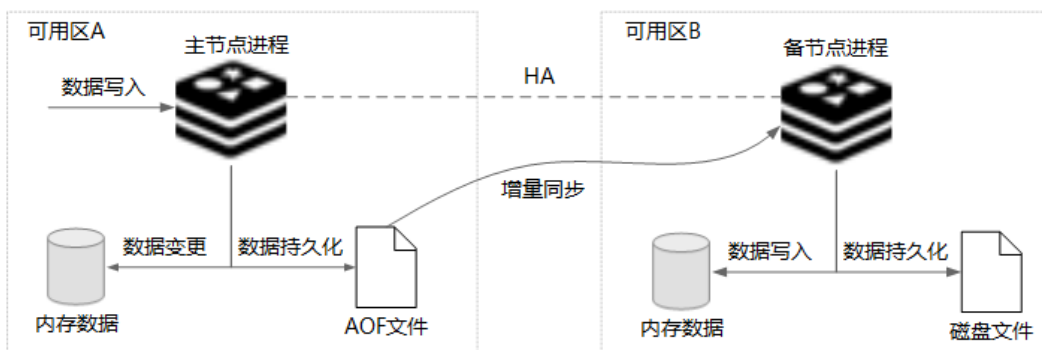 可用区A
可用区B
主节点进程
备节点进程
数据写入
HA
增量同步
数据变更
数据持久化
数据写入
数据持久化
内存数据
AOF文件
内存数据
磁盘文件